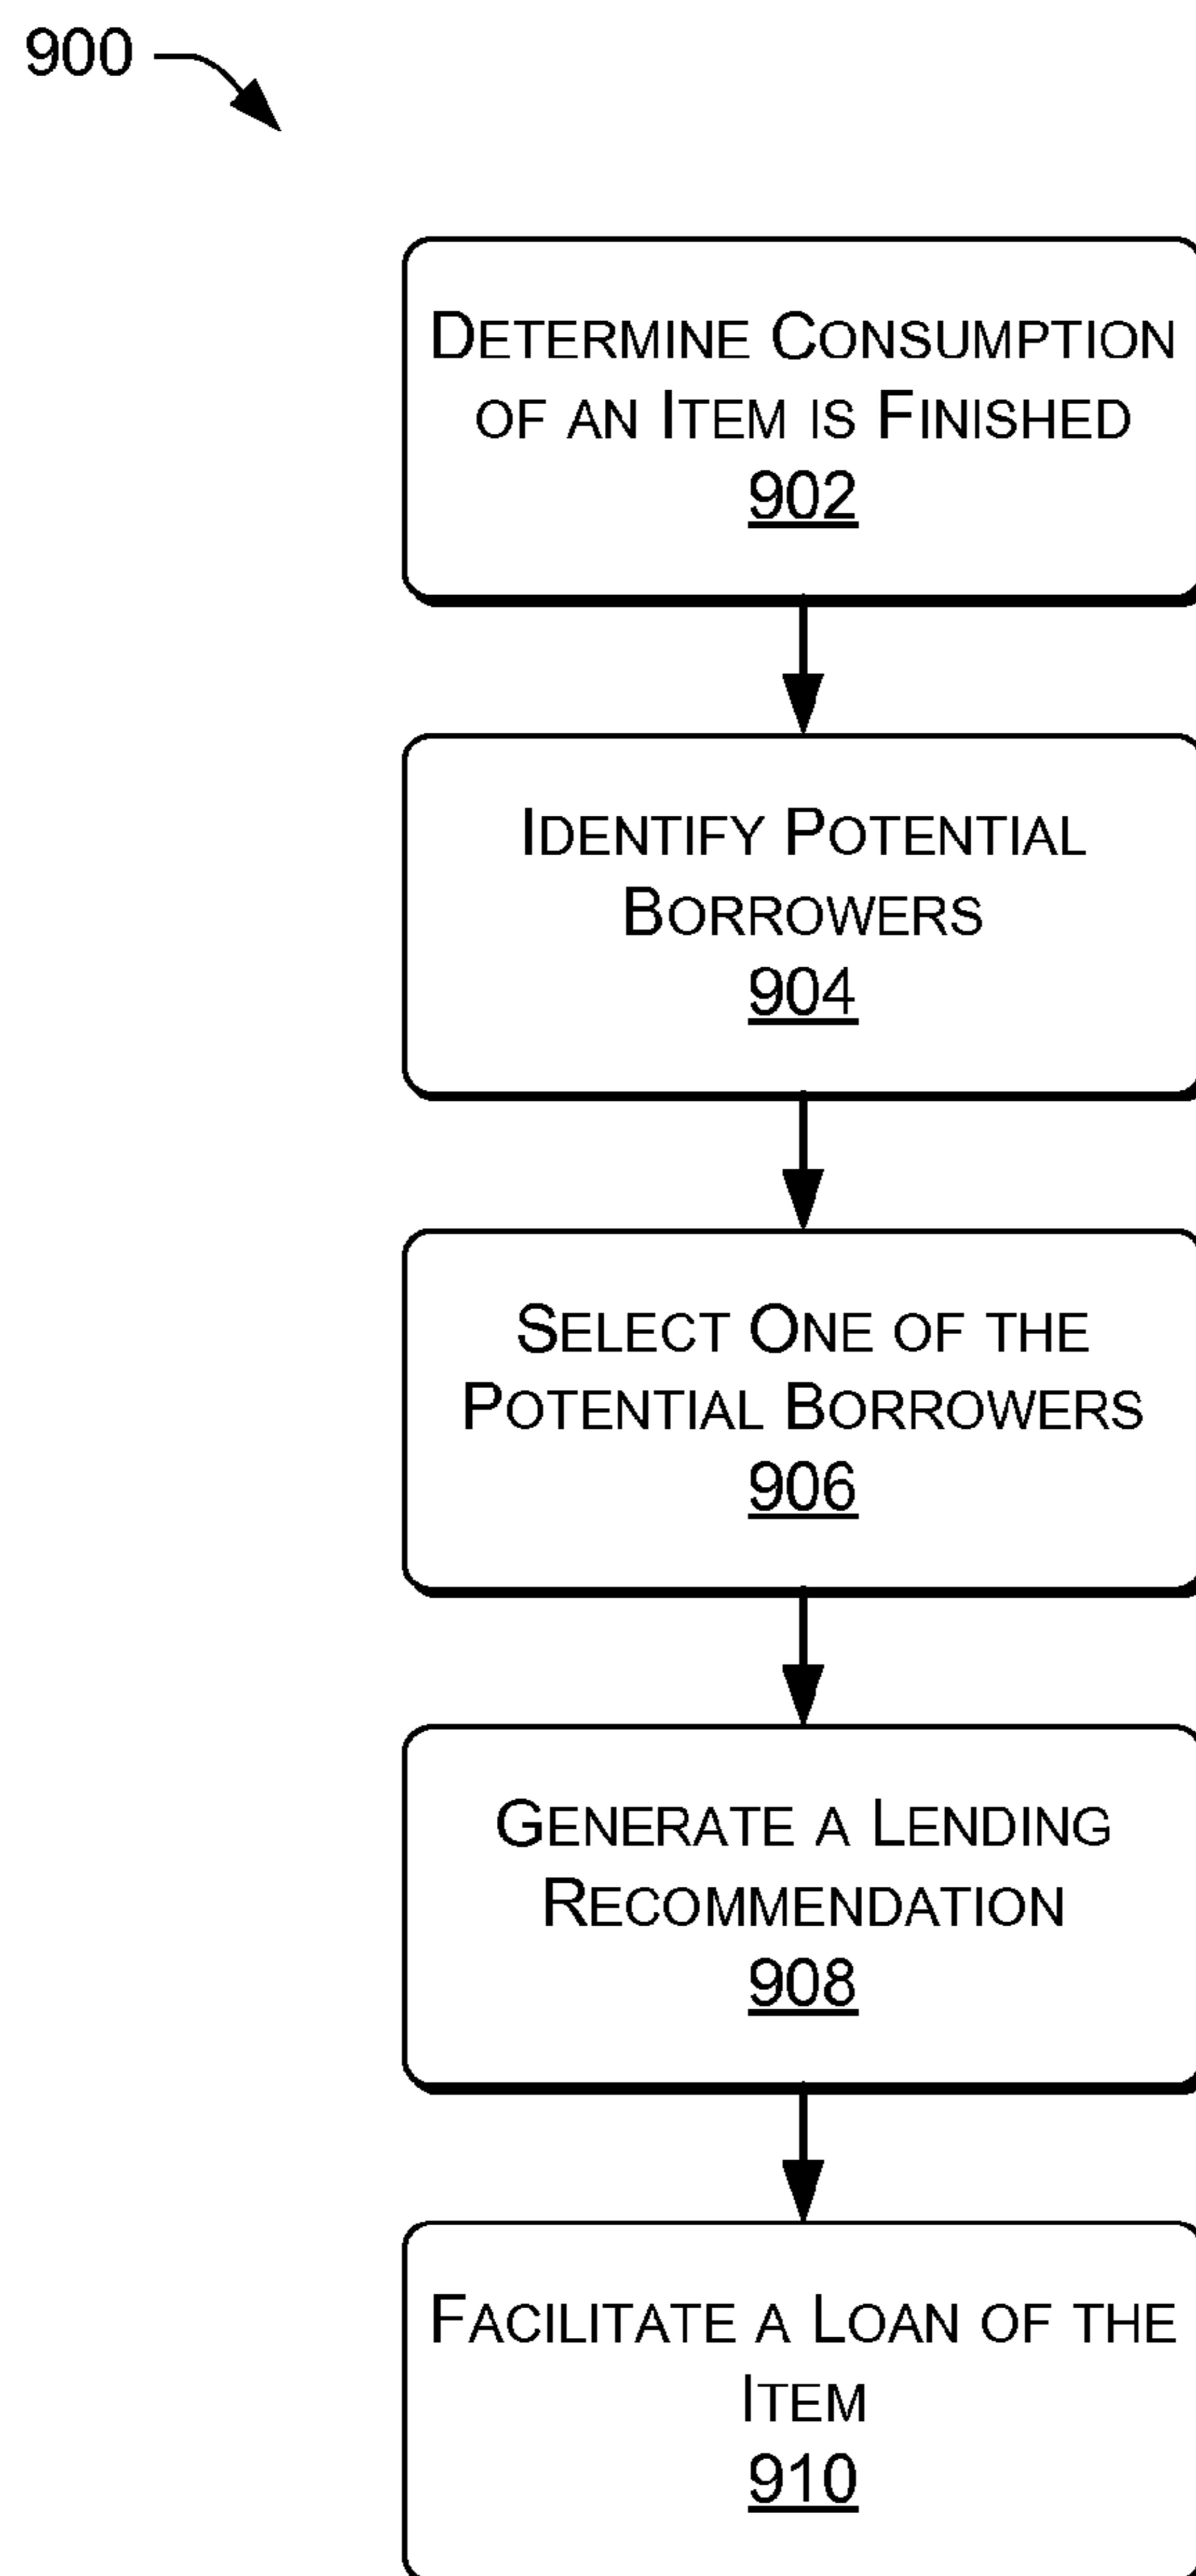 900
DETERMINE CONSUMPTION
OF AN ITEM IS FINISHED
902
IDENTIFY POTENTIAL
BORROWERS
904
SELECT ONE OF THE
POTENTIAL BORROWERS
906
GENERATE A LENDING
RECOMMENDATION
908
FACILITATE A LOAN OF THE
ITEM
910